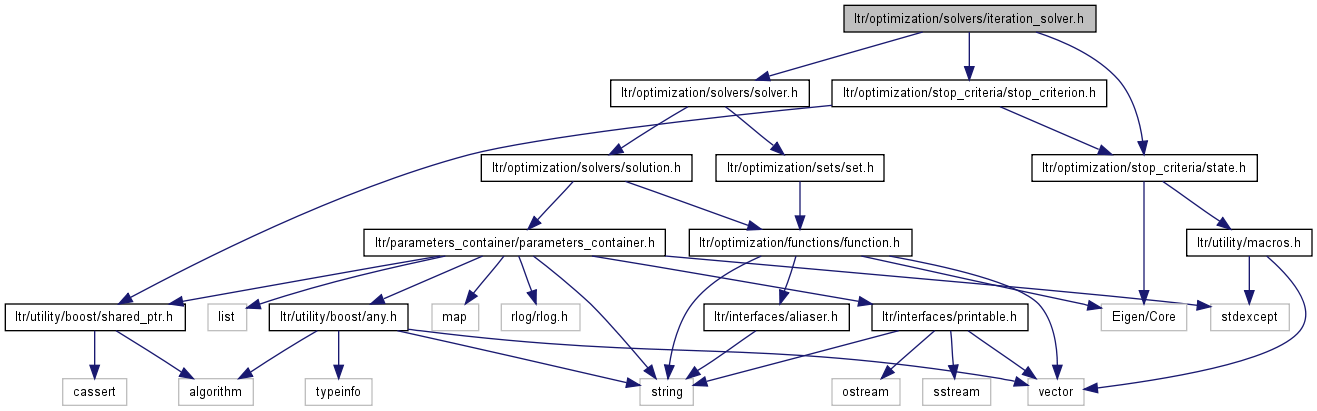 ltr/optimization/solvers/iteration_solver.h
ltr/optimization/solvers/solver.h
ltr/optimization/stop_criteria/stop_criterion.h
ltr/optimization/solvers/solution.h
ltr/optimization/sets/set.h
ltr/optimization/stop_criteria/state.h
ltr/parameters_container/parameters_container.h
ltr/optimization/functions/function.h
ltr/utility/macros.h
ltr/utility/boost/shared_ptr.h
list
ltr/utility/boost/any.h
map
rlog/rlog.h
ltr/interfaces/aliaser.h
ltr/interfaces/printable.h
Eigen/Core
stdexcept
cassert
algorithm
typeinfo
string
ostream
sstream
vector